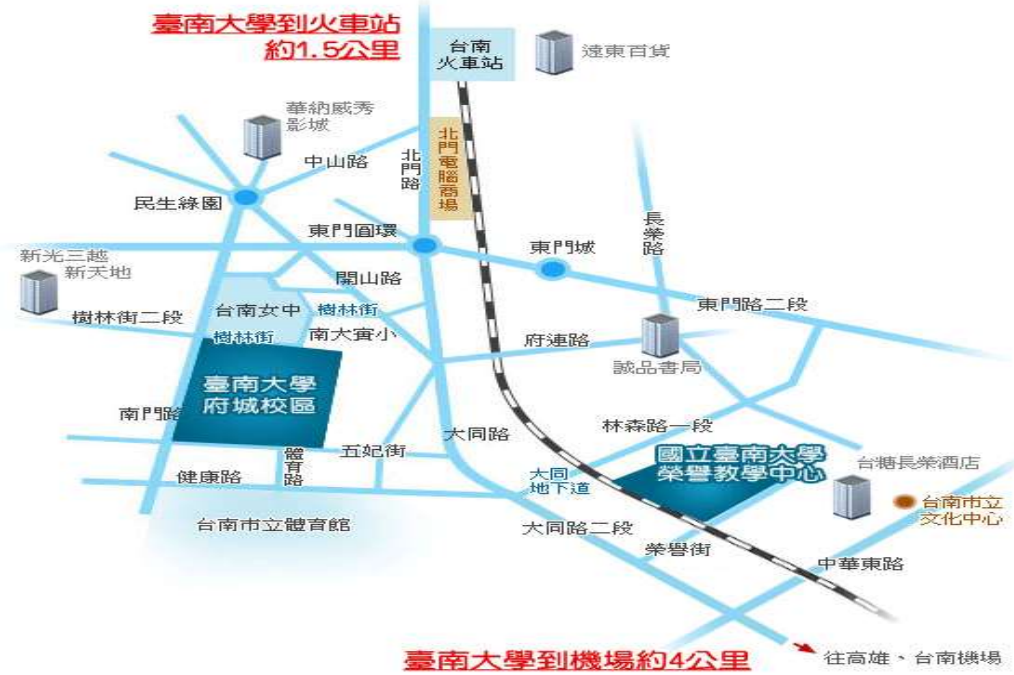 臺南大學到火車站
約1.5公里
台南
火車站
遠東百貨
華納威秀
影城
中山路
北門路
北門電腦商場
民生綠園
長榮路
東門圓環
東門城
新光三越
新天地
開山路
東門路二段
台南女中
樹林街
樹林街二段
樹林街
南大實小
府連路
誠品書局
臺南大學
府城校區
南門路
大同路
林森路一段
五妃街
體育路
國立臺南大學
榮譽教學中心
健康路
大同
地下道
台糖長榮酒店
台南市立
文化中心
台南市立體育館
大同路二段
榮譽街
中華東路
臺南大學到機場約4公里
往高雄、台南機場